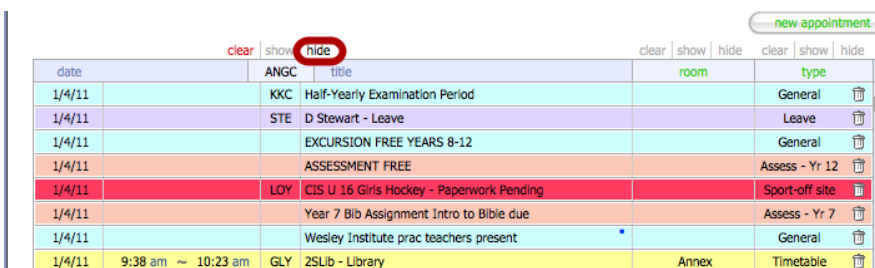 new appointment
clear show hide clear show hide clear show hide
date ANGC title room type
1/4/11 KKC Half-Yearly Examination Period General
1/4/11 STE D Stewart - Leave Leave
1/4/11 EXCURSION FREE YEARS 8-12 General
1/4/11 ASSESSMENT FREE Assess - Yr 12
1/4/11 LOY CIS U 16 Girls Hockey - Paperwork Pending Sport-off site
1/4/11 Year 7 Bib Assignment Intro to Bible due Assess - Yr 7
1/4/11 Wesley Institute prac teachers present General
1/4/11 9:38 am ~ 10:23 am GLY 2SLib - Library Annex Timetable